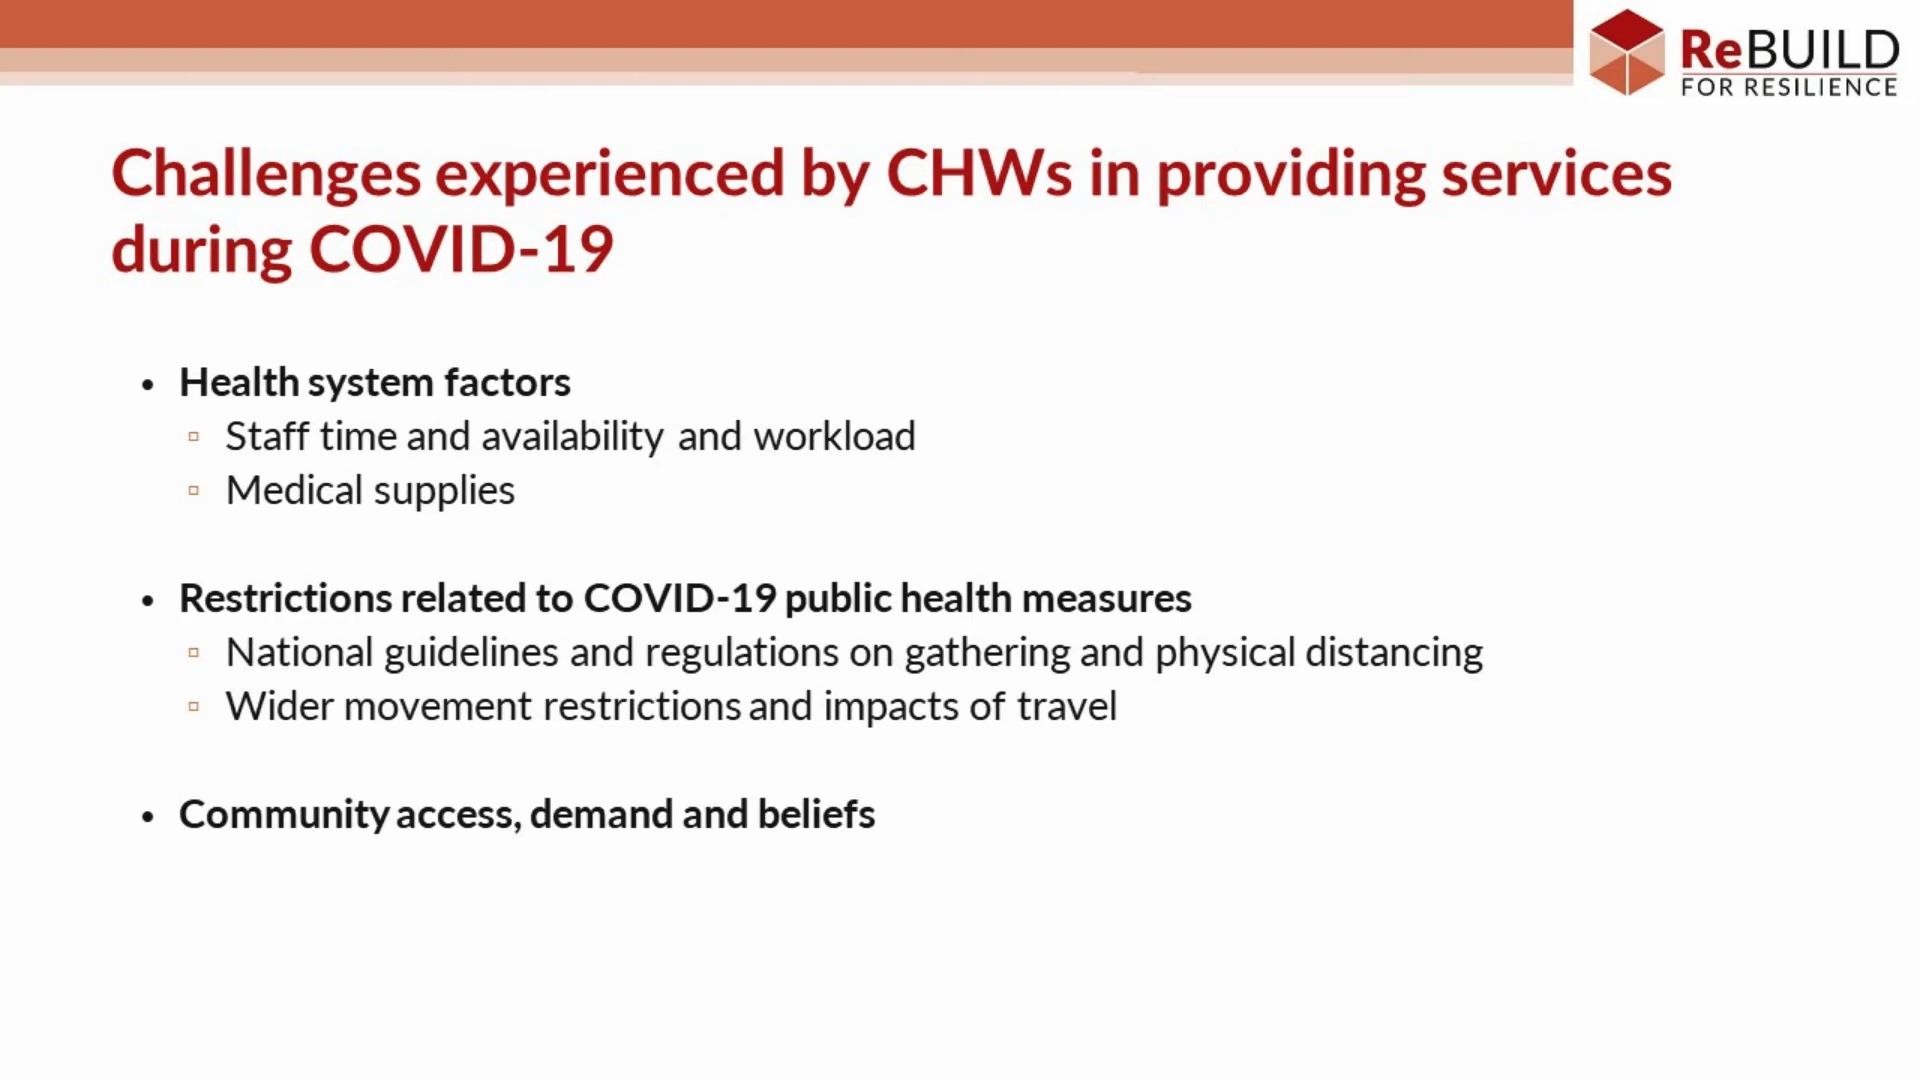 ReBUILD
FOR RESILIENCE
Challenges experienced by CHWs in providing services
during COVID-19
• Health system factors
▫ Staff time and availability and workload
▫ Medical supplies
• Restrictions related to COVID-19 public health measures
▫ National guidelines and regulations on gathering and physical distancing
▫ Wider movement restrictions and impacts of travel
• Community access, demand and beliefs